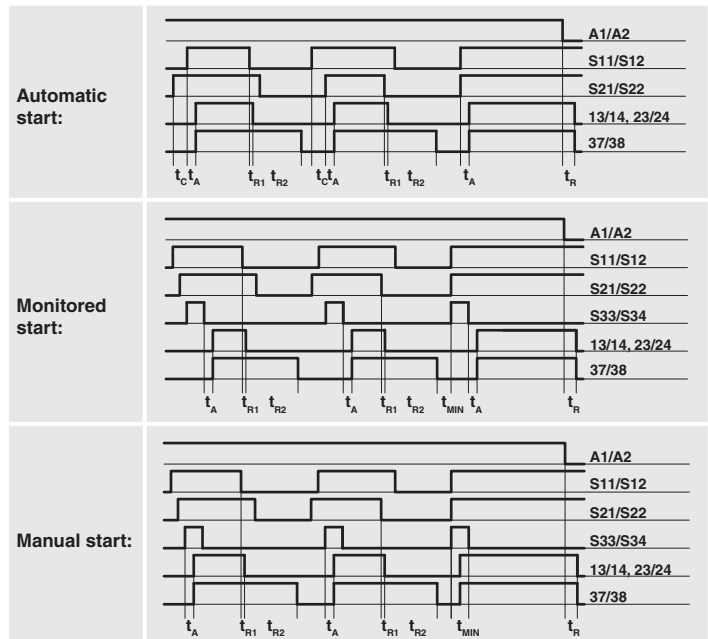 Automatic
start:
A1/A2
S11/S12
S21/S22
13/14, 23/24
37/38
tC tA tR1 tR2 tC tA tR1 tR2 tA tR
Monitored
start:
A1/A2
S11/S12
S21/S22
S33/S34
13/14, 23/24
37/38
tA tR1 tR2 tA tR1 tR2 tMIN tA tR
Manual start:
A1/A2
S11/S12
S21/S22
S33/S34
13/14, 23/24
37/38
tA tR1 tR2 tA tR1 tR2 tMIN tR